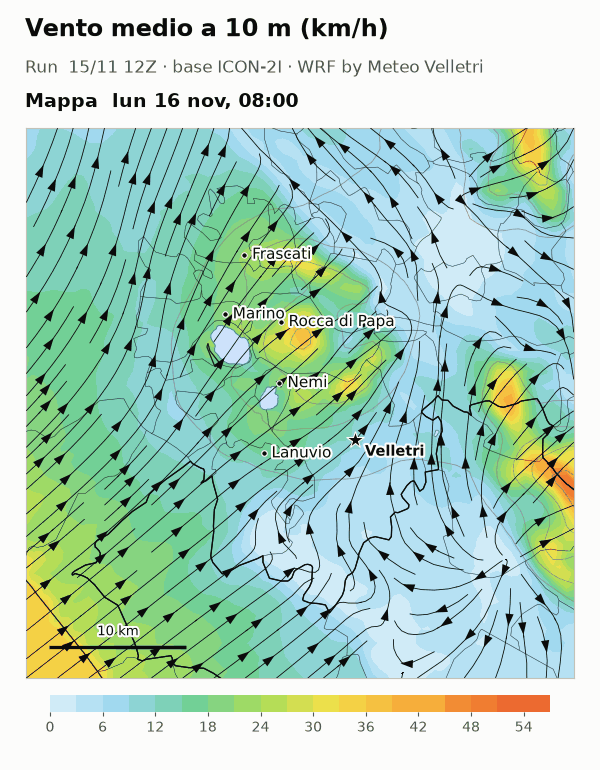 Vento medio a 10 m (km/h)
Run 15/11 12Z · base ICON-2I · WRF by Meteo Velletri
Mappa lun 16 nov, 08:00
Frascati
Marino
Rocca di Papa
Nemi
Velletri
Lanuvio
10 km
0 6 12 18 24 30 36 42 48 54